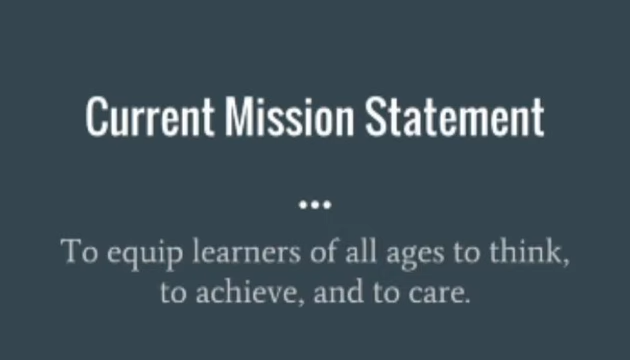 Current Mission Statement
...
To equip learners of all ages to think,
to achieve, and to care.